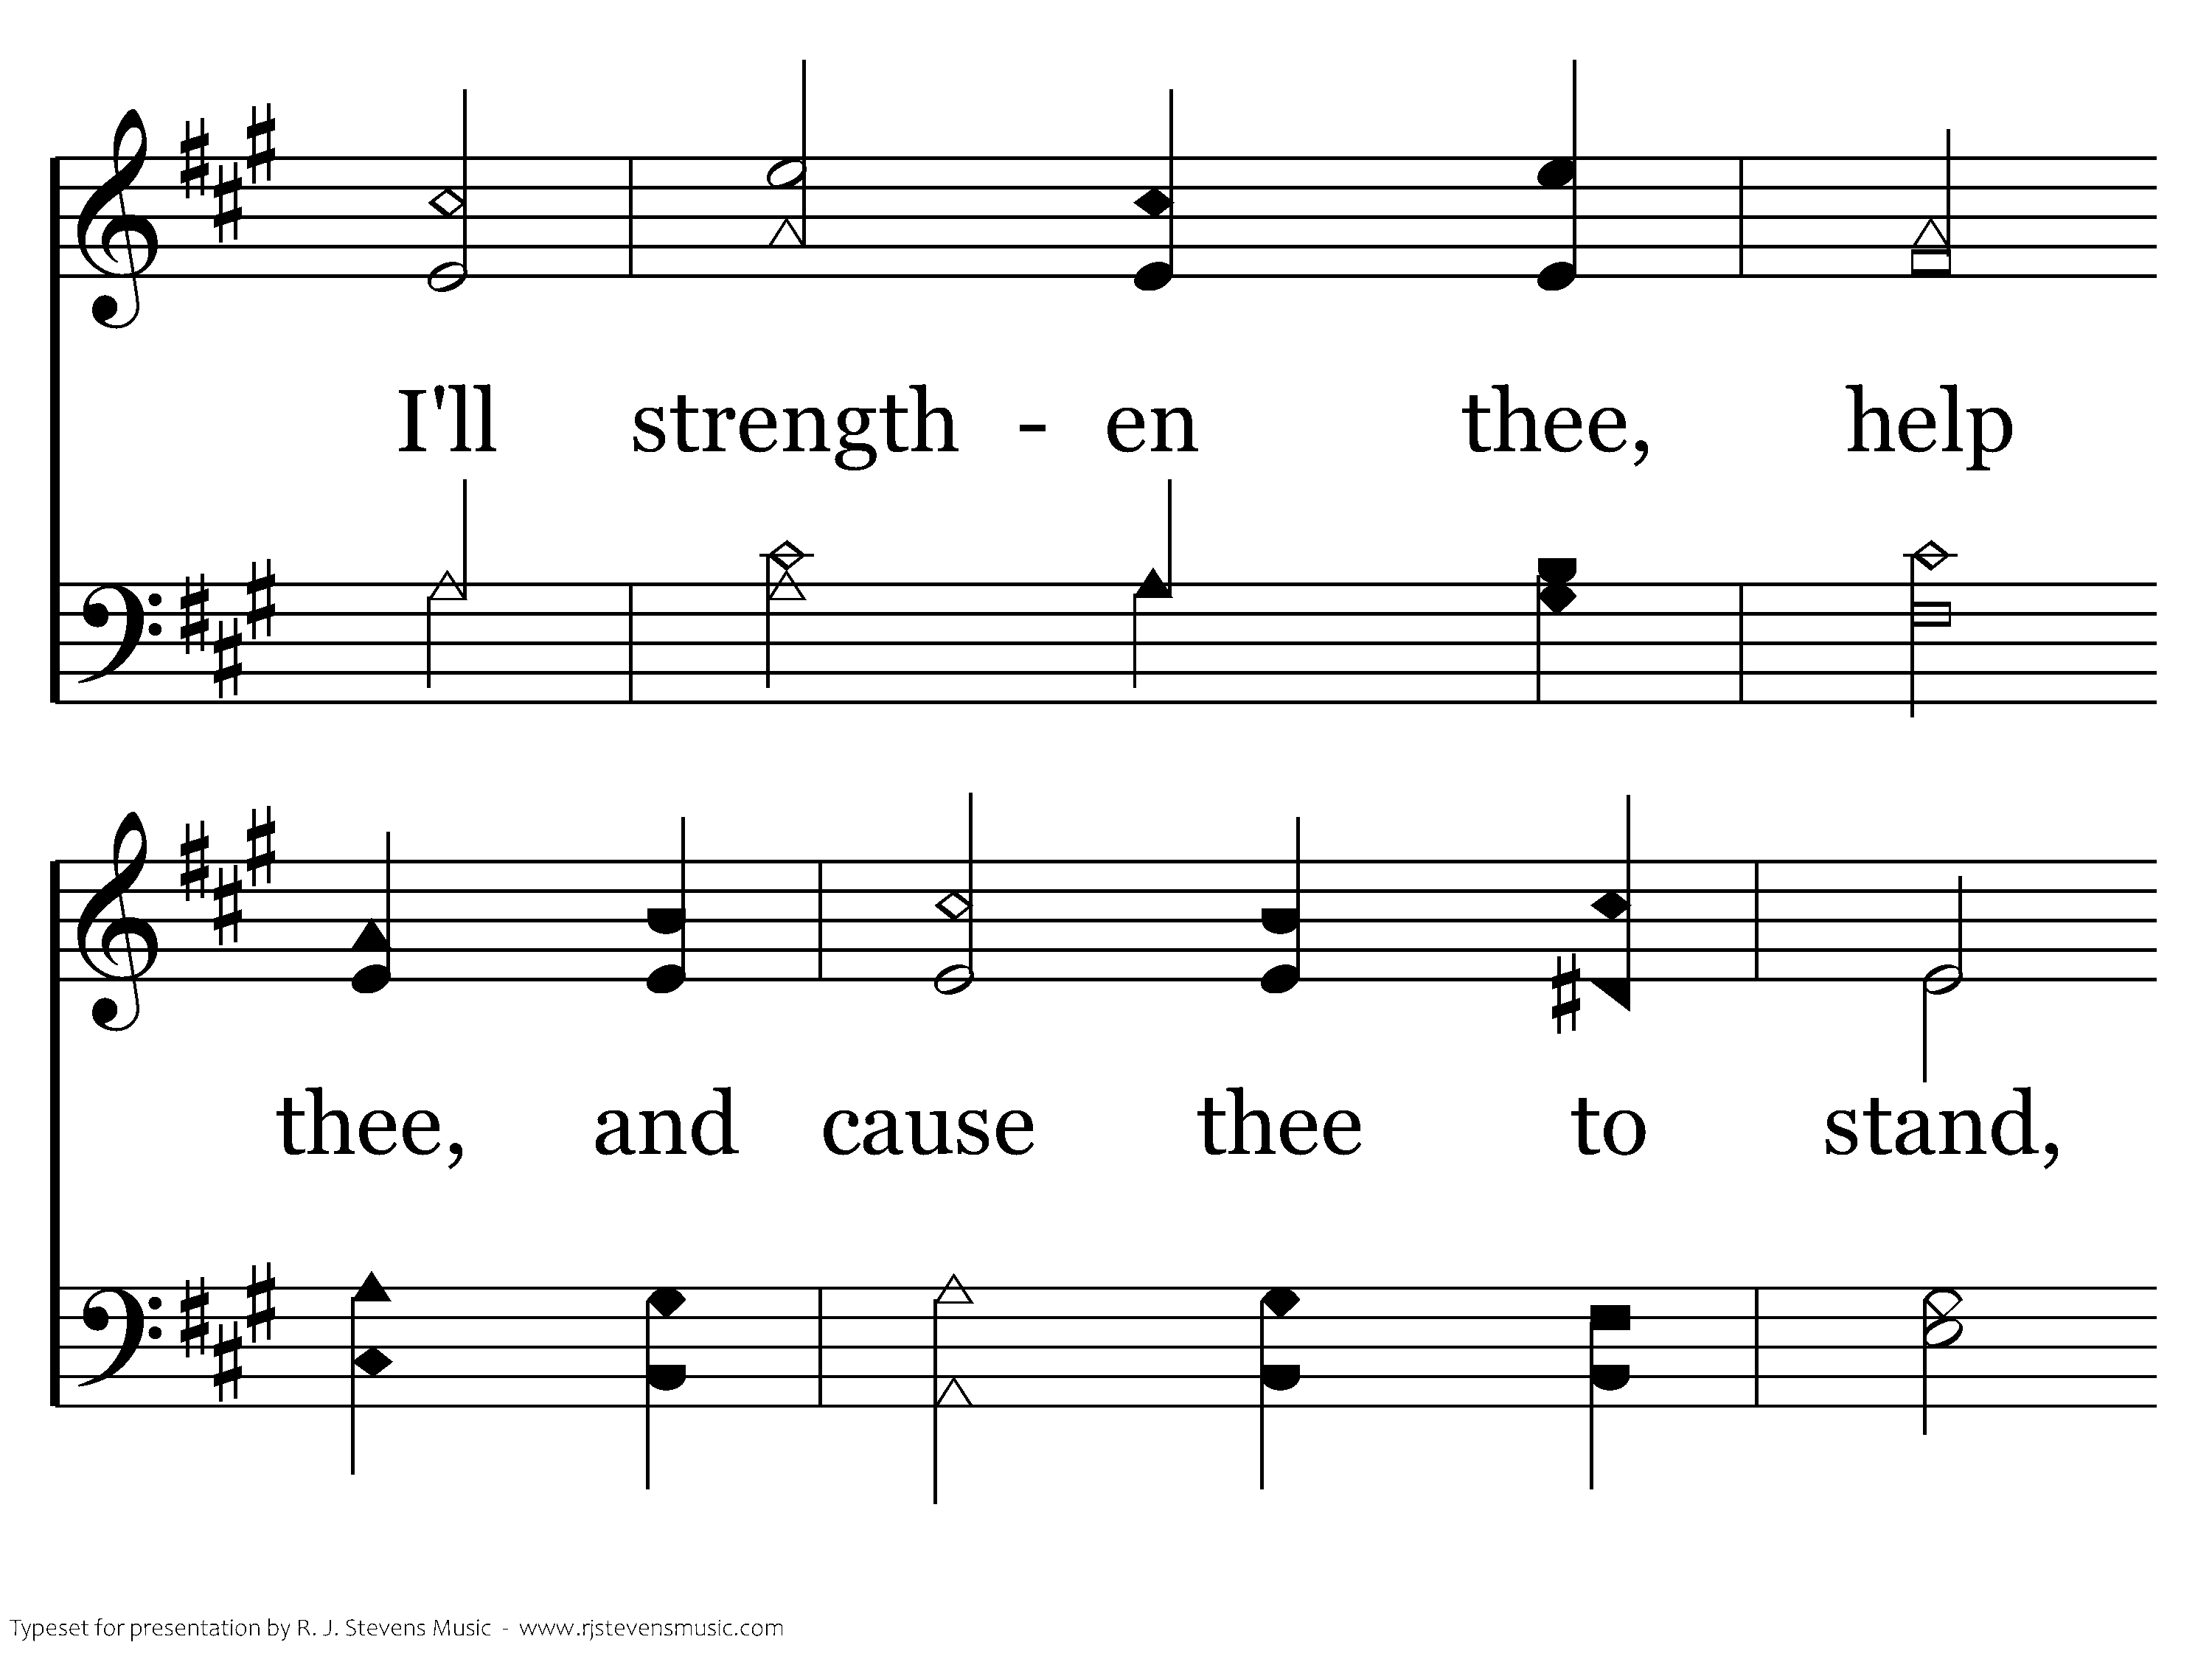 I'll strength - en thee, help
thee, and cause thee to stand,
Typeset for presentation by R. J. Stevens Music - www.rjstevensmusic.com